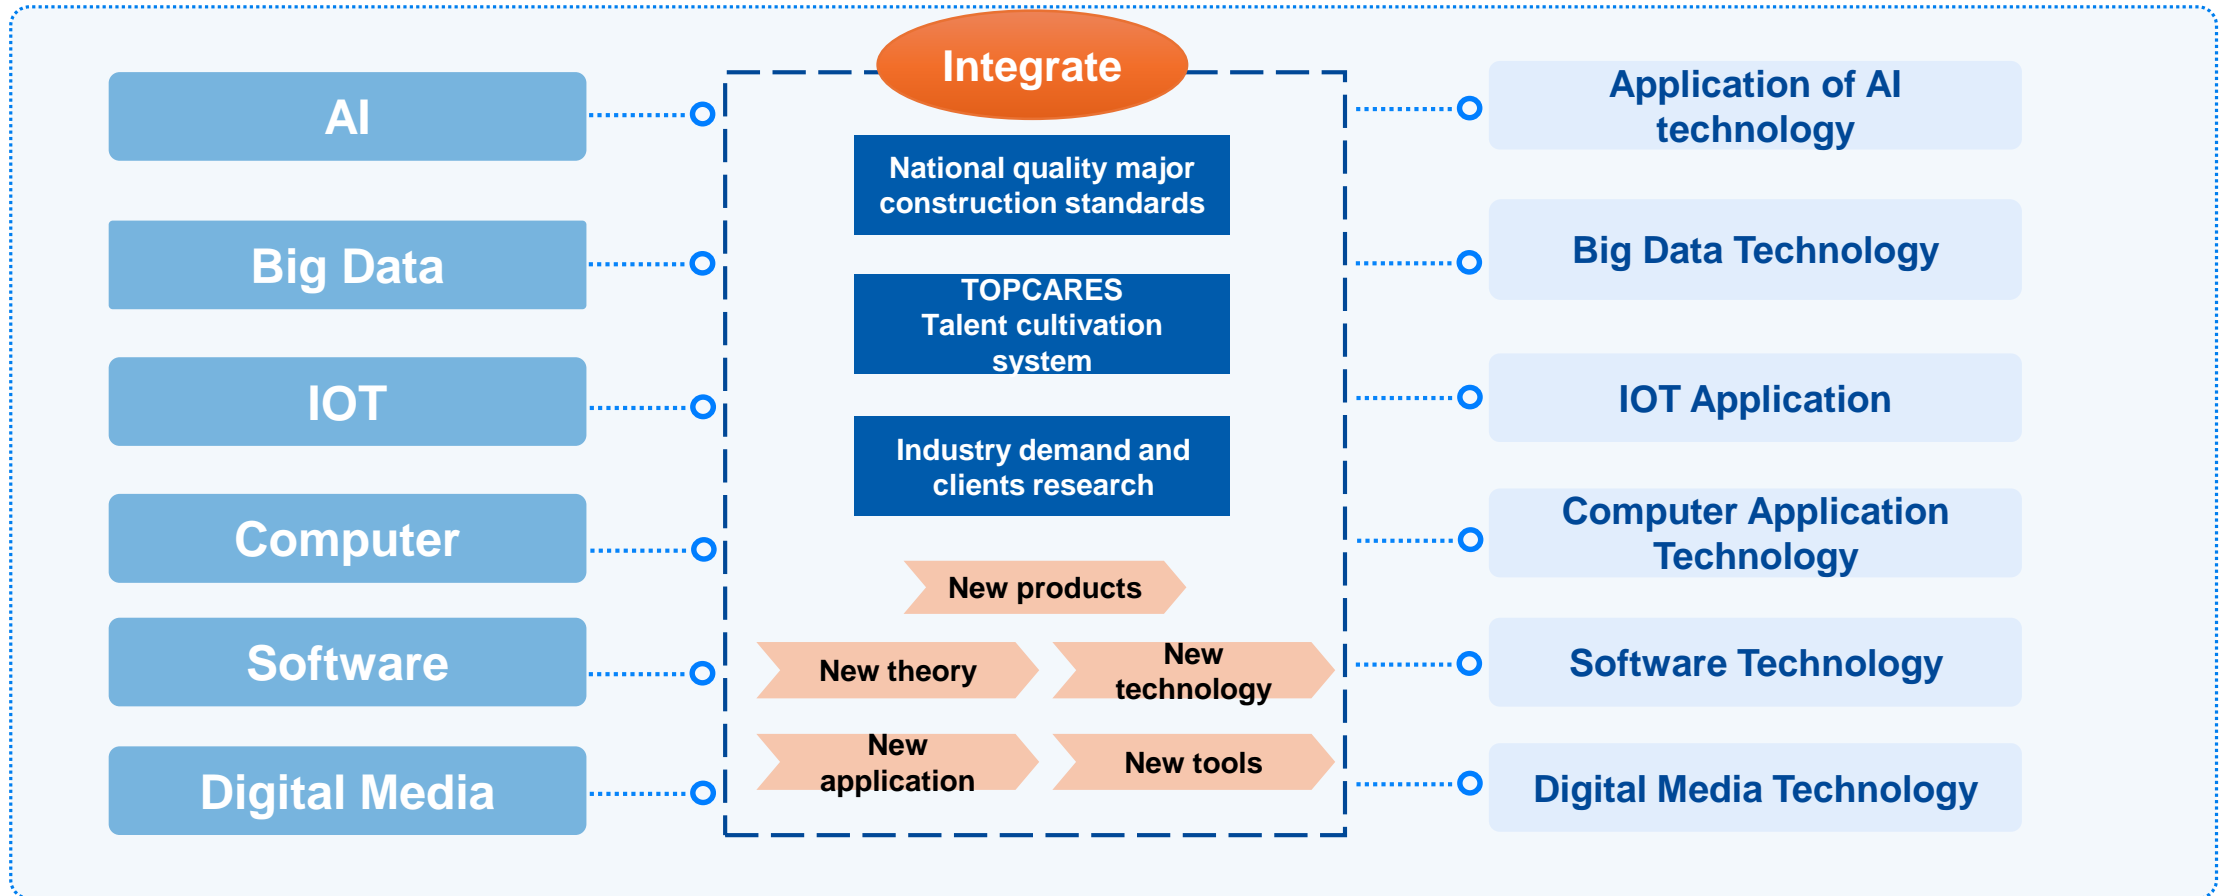 Integrate
AI
Big Data
IOT
Computer
Software
Digital Media
National quality major
construction standards
TOPCARES
Talent cultivation
system
Industry demand and
clients research
New products
New theory
New
technology
New
application
New tools
Application of AI
technology
Big Data Technology
IOT Application
Computer Application
Technology
Software Technology
Digital Media Technology